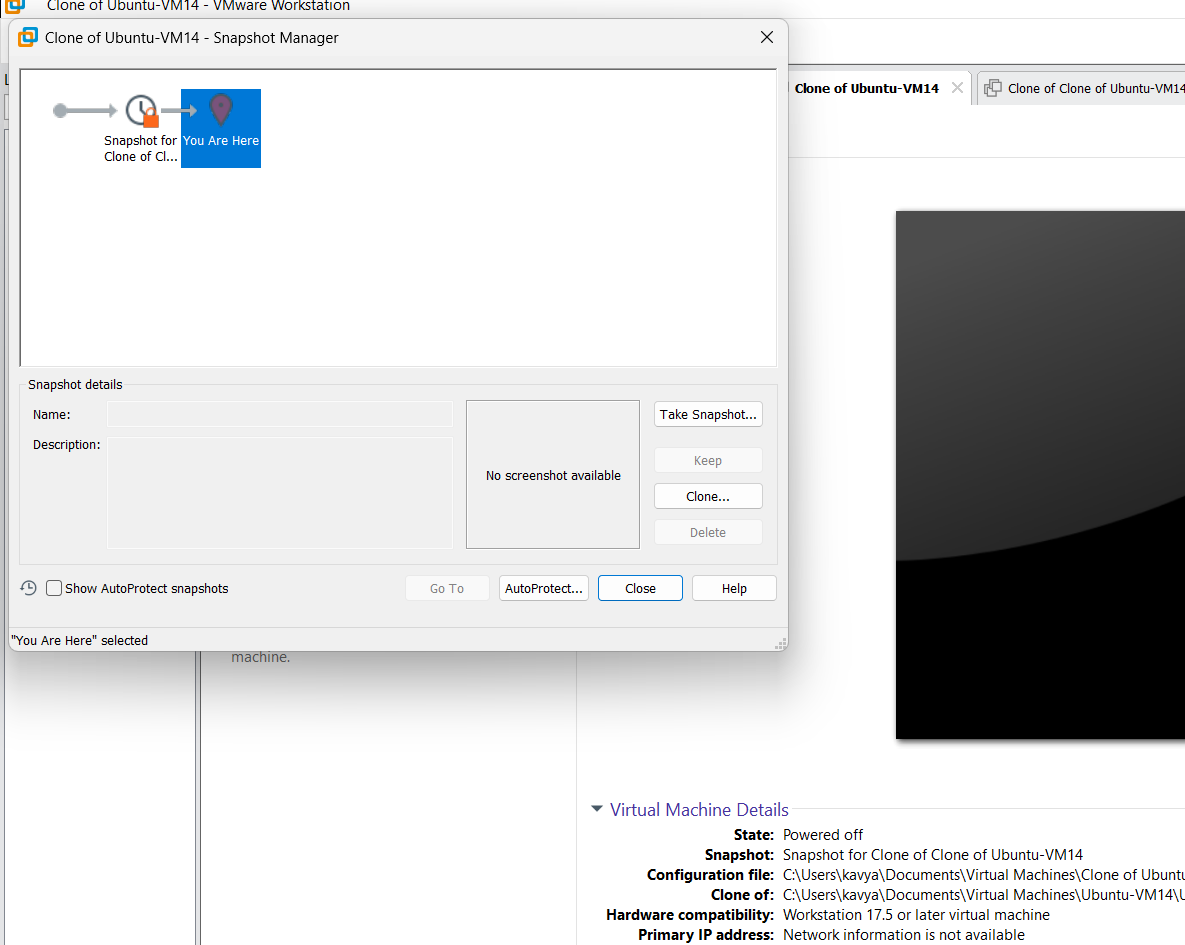 Clone of Ubuntu-VM14 - VMware Workstation
Clone of Ubuntu-VM14 - Snapshot Manager
Clone of Ubuntu-VM14
Clone of Clone of Ubuntu-VM14
Snapshot for
Clone of Cl...
You Are Here
Snapshot details
Name:
Description:
No screenshot available
Take Snapshot...
Keep
Clone...
Delete
Show AutoProtect snapshots
Go To
AutoProtect...
Close
Help
"You Are Here" selected
machine.
Virtual Machine Details
State: Powered off
Snapshot: Snapshot for Clone of Clone of Ubuntu-VM14
Configuration file: C:\Users\kavya\Documents\Virtual Machines\Clone of Ubuntu
Clone of: C:\Users\kavya\Documents\Virtual Machines\Ubuntu-VM14\U
Hardware compatibility: Workstation 17.5 or later virtual machine
Primary IP address: Network information is not available